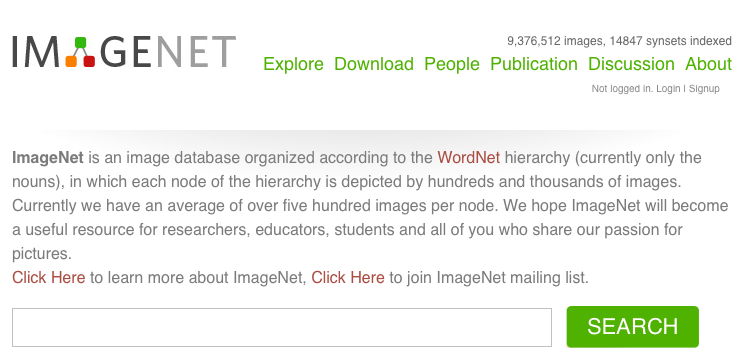 IMAGENET
9,376,512 images, 14847 synsets indexed
Explore Download People Publication Discussion About
Not logged in. Login | Signup
ImageNet is an image database organized according to the WordNet hierarchy (currently only the
nouns), in which each node of the hierarchy is depicted by hundreds and thousands of images.
Currently we have an average of over five hundred images per node. We hope ImageNet will become
a useful resource for researchers, educators, students and all of you who share our passion for
pictures.
Click Here to learn more about ImageNet, Click Here to join ImageNet mailing list.
SEARCH